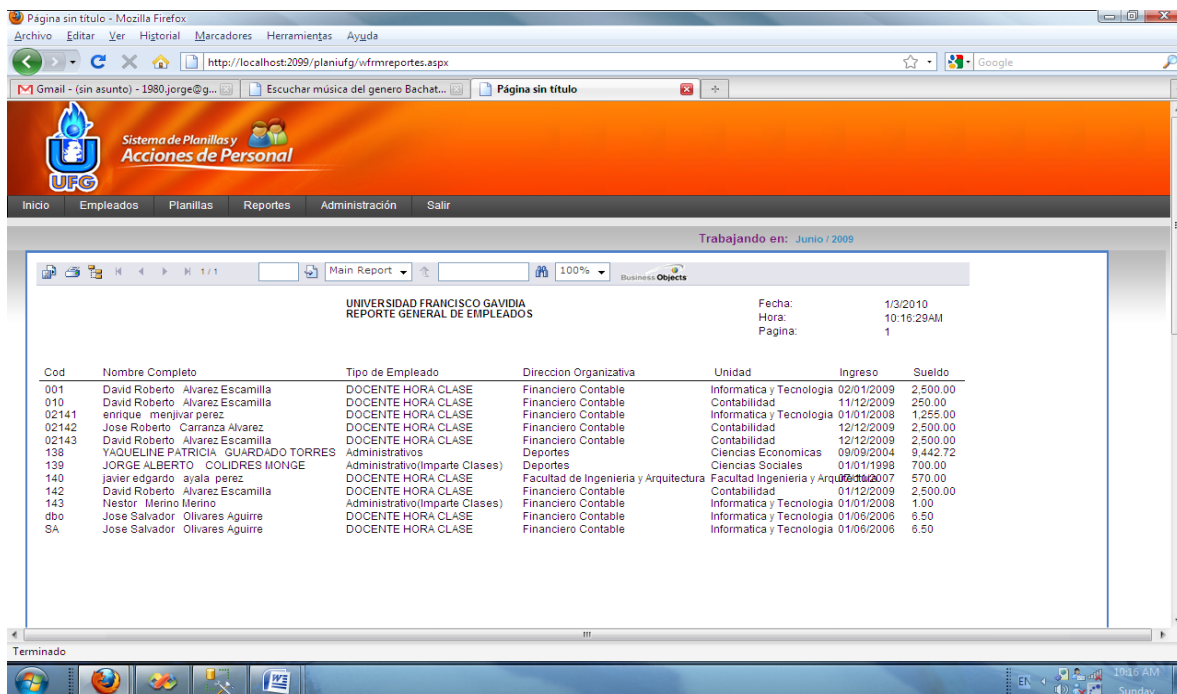 Página sin título - Mozilla Firefox
Archivo Editar Ver Historial Marcadores Herramientas Ayuda
http://localhost:2099/planiufg/wfrmreportes.aspx Google
Gmail - (sin asunto) - 1980.jorge@g... Escuchar música del genero Bachat... Página sin título
UFG
Sistema de Planillas y
Acciones de Personal
Inicio Empleados Planillas Reportes Administración Salir
Trabajando en: Junio / 2009
1 / 1 Main Report 100% Business Objects
UNIVERSIDAD FRANCISCO GAVIDIA Fecha: 1/3/2010
REPORTE GENERAL DE EMPLEADOS Hora: 10:16:29AM
Pagina: 1
Cod Nombre Completo Tipo de Empleado Direccion Organizativa Unidad Ingreso Sueldo
001 David Roberto Alvarez Escamilla DOCENTE HORA CLASE Financiero Contable Informatica y Tecnologia 02/01/2009 2,500.00
010 David Roberto Alvarez Escamilla DOCENTE HORA CLASE Financiero Contable Contabilidad 11/12/2009 250.00
02141 enrique menjivar perez DOCENTE HORA CLASE Financiero Contable Informatica y Tecnologia 01/01/2008 1,255.00
02142 Jose Roberto Carranza Alvarez DOCENTE HORA CLASE Financiero Contable Contabilidad 12/12/2009 2,500.00
02143 David Roberto Alvarez Escamilla DOCENTE HORA CLASE Financiero Contable Contabilidad 12/12/2009 2,500.00
138 YAQUELINE PATRICIA GUARDADO TORRES Administrativos Deportes Ciencias Economicas 09/09/2004 9,442.72
139 JORGE ALBERTO COLIDRES MONGE Administrativo(Imparte Clases) Deportes Ciencias Sociales 01/01/1998 700.00
140 javier edgardo ayala perez DOCENTE HORA CLASE Facultad de Ingenieria y Arquitectura Facultad Ingenieria y Arquitectura 570.00
142 David Roberto Alvarez Escamilla DOCENTE HORA CLASE Financiero Contable Contabilidad 01/12/2009 2,500.00
143 Nestor Merino Merino Administrativo(Imparte Clases) Financiero Contable Informatica y Tecnologia 01/01/2008 1.00
dbo Jose Salvador Olivares Aguirre DOCENTE HORA CLASE Financiero Contable Informatica y Tecnologia 01/06/2006 6.50
SA Jose Salvador Olivares Aguirre DOCENTE HORA CLASE Financiero Contable Informatica y Tecnologia 01/06/2006 6.50
Terminado
EN 10:16 AM
Sunday